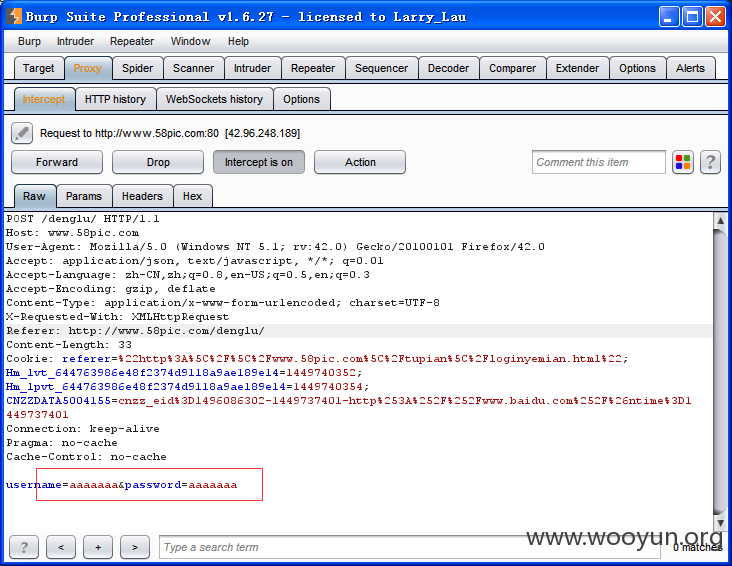 Burp Suite Professional v1.6.27 - licensed to Larry_Lau
Burp Intruder Repeater Window Help
Target Proxy Spider Scanner Intruder Repeater Sequencer Decoder Comparer Extender Options Alerts
Intercept HTTP history WebSockets history Options
Request to http://www.58pic.com:80 [42.96.248.189]
Forward Drop Intercept is on Action Comment this item ?
Raw Params Headers Hex
POST /denglu/ HTTP/1.1
Host: www.58pic.com
User-Agent: Mozilla/5.0 (Windows NT 5.1; rv:42.0) Gecko/20100101 Firefox/42.0
Accept: application/json, text/javascript, */*; q=0.01
Accept-Language: zh-CN,zh;q=0.8,en-US;q=0.5,en;q=0.3
Accept-Encoding: gzip, deflate
Content-Type: application/x-www-form-urlencoded; charset=UTF-8
X-Requested-With: XMLHttpRequest
Referer: http://www.58pic.com/denglu/
Content-Length: 33
Cookie: referer=%22http%3A%5C%2F%5C%2Fwww.58pic.com%5C%2Ftupian%5C%2Floginyemian.html%22;
Hm_lvt_644763986e48f2374d9118a9ae189e14=1449740352;
Hm_lpvt_644763986e48f2374d9118a9ae189e14=1449740354;
CNZZDATA5004155=cnzz_eid%3D1496086302-1449737401-http%253A%252F%252Fwww.baidu.com%252F%26ntime%3D1
449737401
Connection: keep-alive
Pragma: no-cache
Cache-Control: no-cache
username=aaaaaaa&password=aaaaaaa
? < + > Type a search term 0 matches
www.wooyun.org